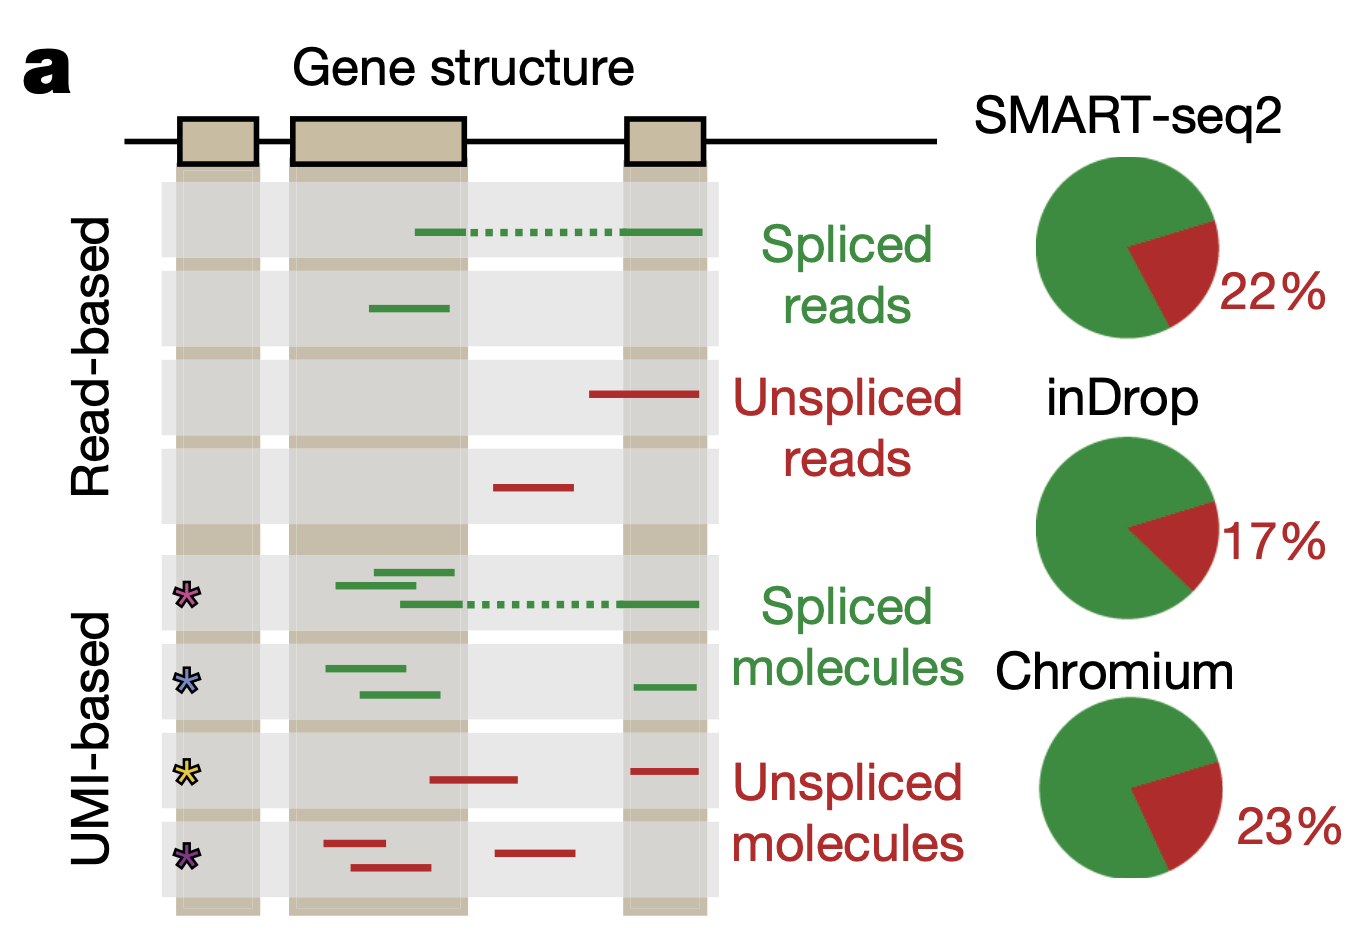 a
Gene structure
Read-based
UMI-based
Spliced
reads
Unspliced
reads
Spliced
molecules
Unspliced
molecules
SMART-seq2
22%
inDrop
17%
Chromium
23%